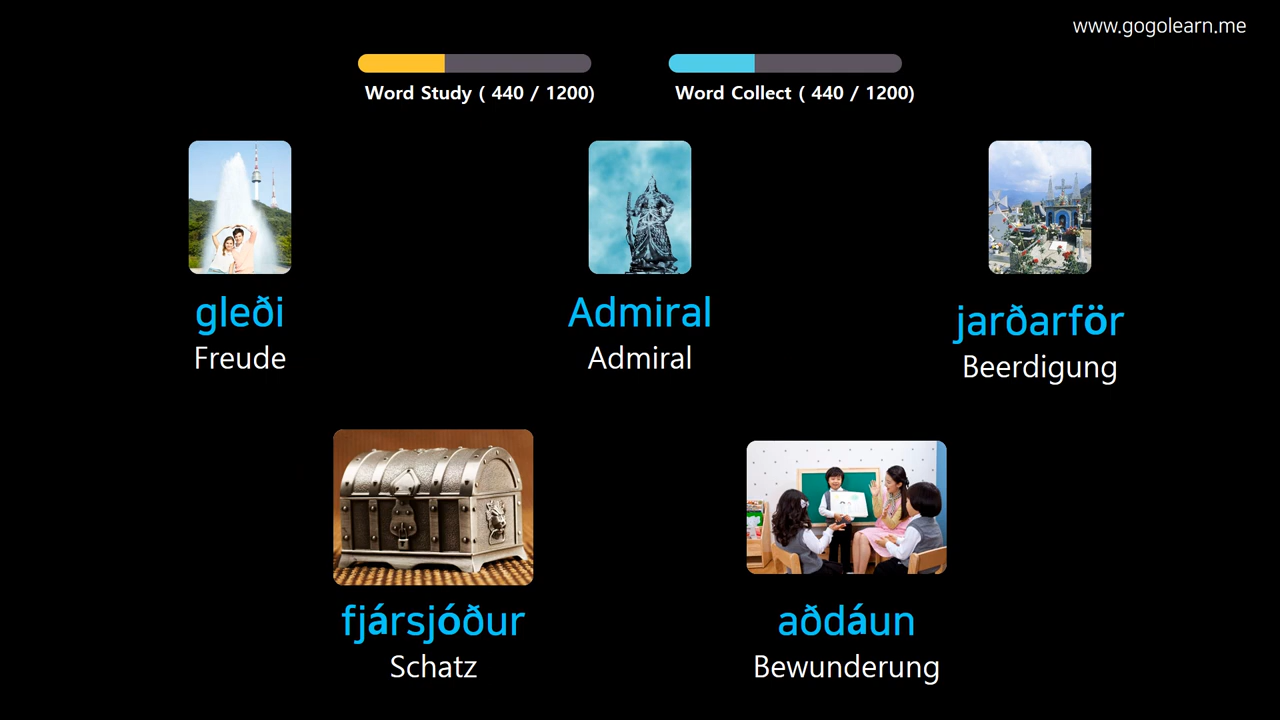 www.gogolearn.me
Word Study ( 440 / 1200)
Word Collect ( 440 / 1200)
gleði
Freude
Admiral
Admiral
jarðarför
Beerdigung
fjársjóður
Schatz
aðdáun
Bewunderung